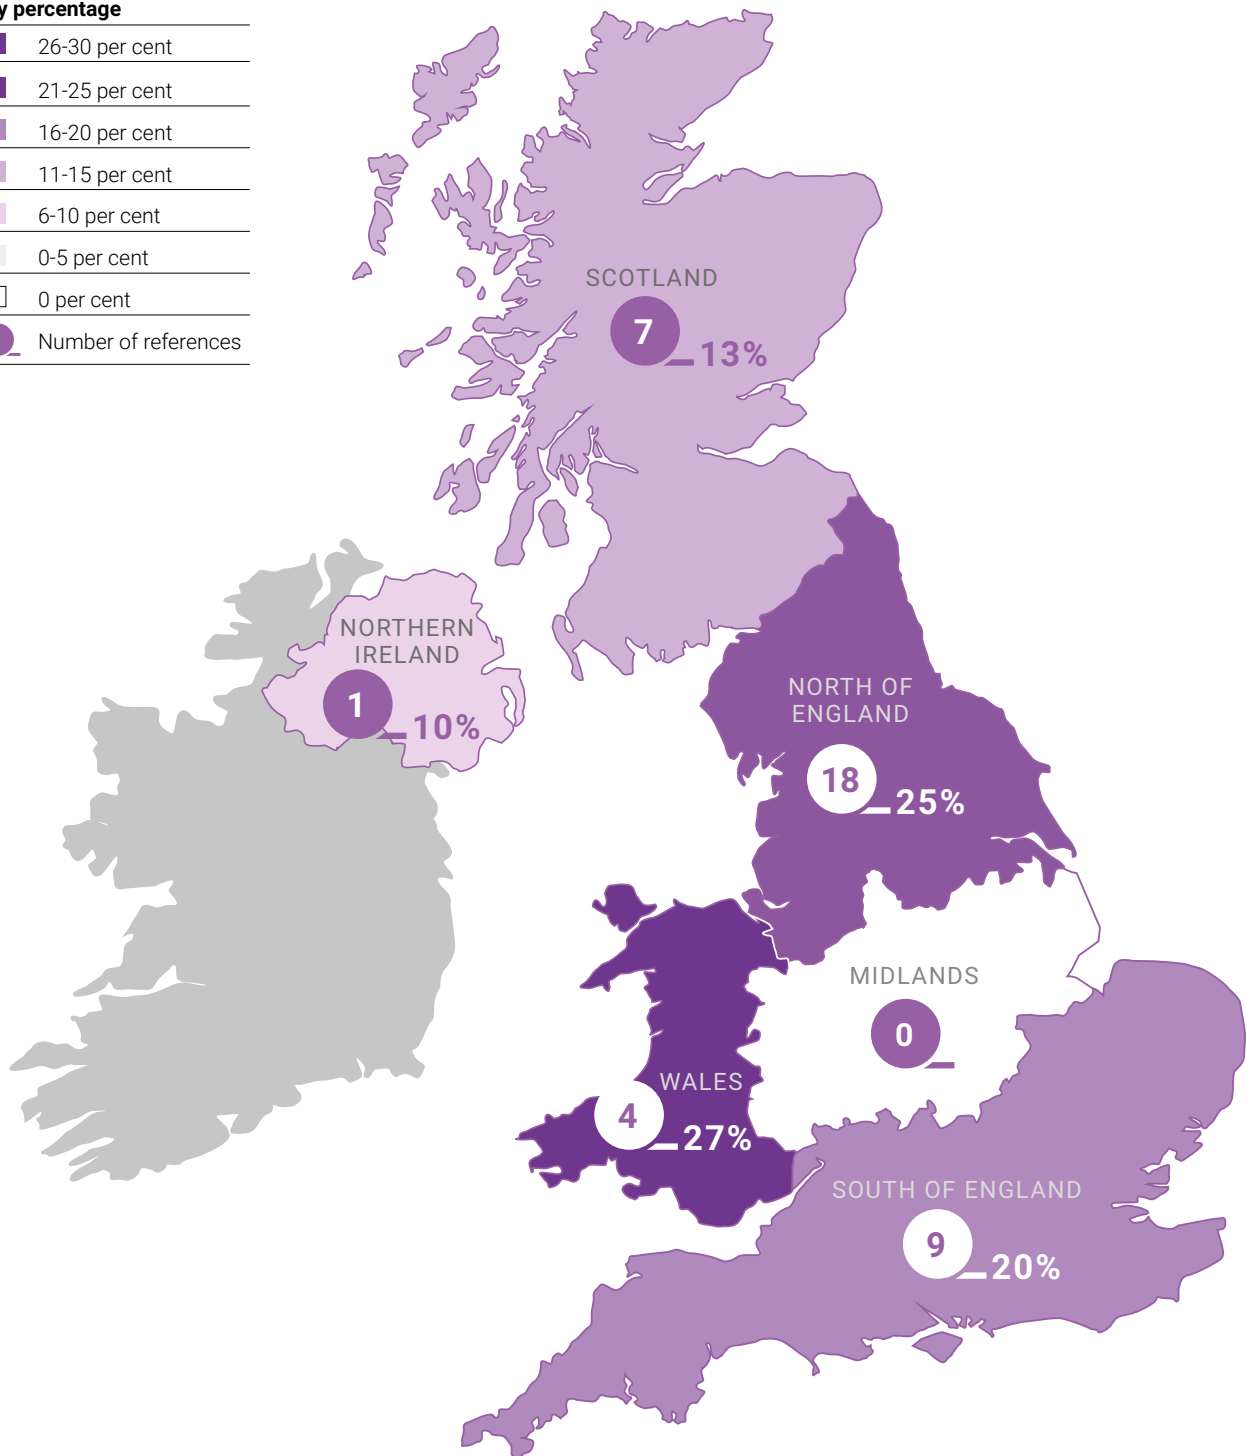 y percentage
26-30 per cent
21-25 per cent
16-20 per cent
11-15 per cent
6-10 per cent
0-5 per cent
0 per cent
Number of references
SCOTLAND
7
13%
NORTHERN
IRELAND
1
10%
NORTH OF
ENGLAND
18
25%
MIDLANDS
0
WALES
4
27%
SOUTH OF ENGLAND
9
20%